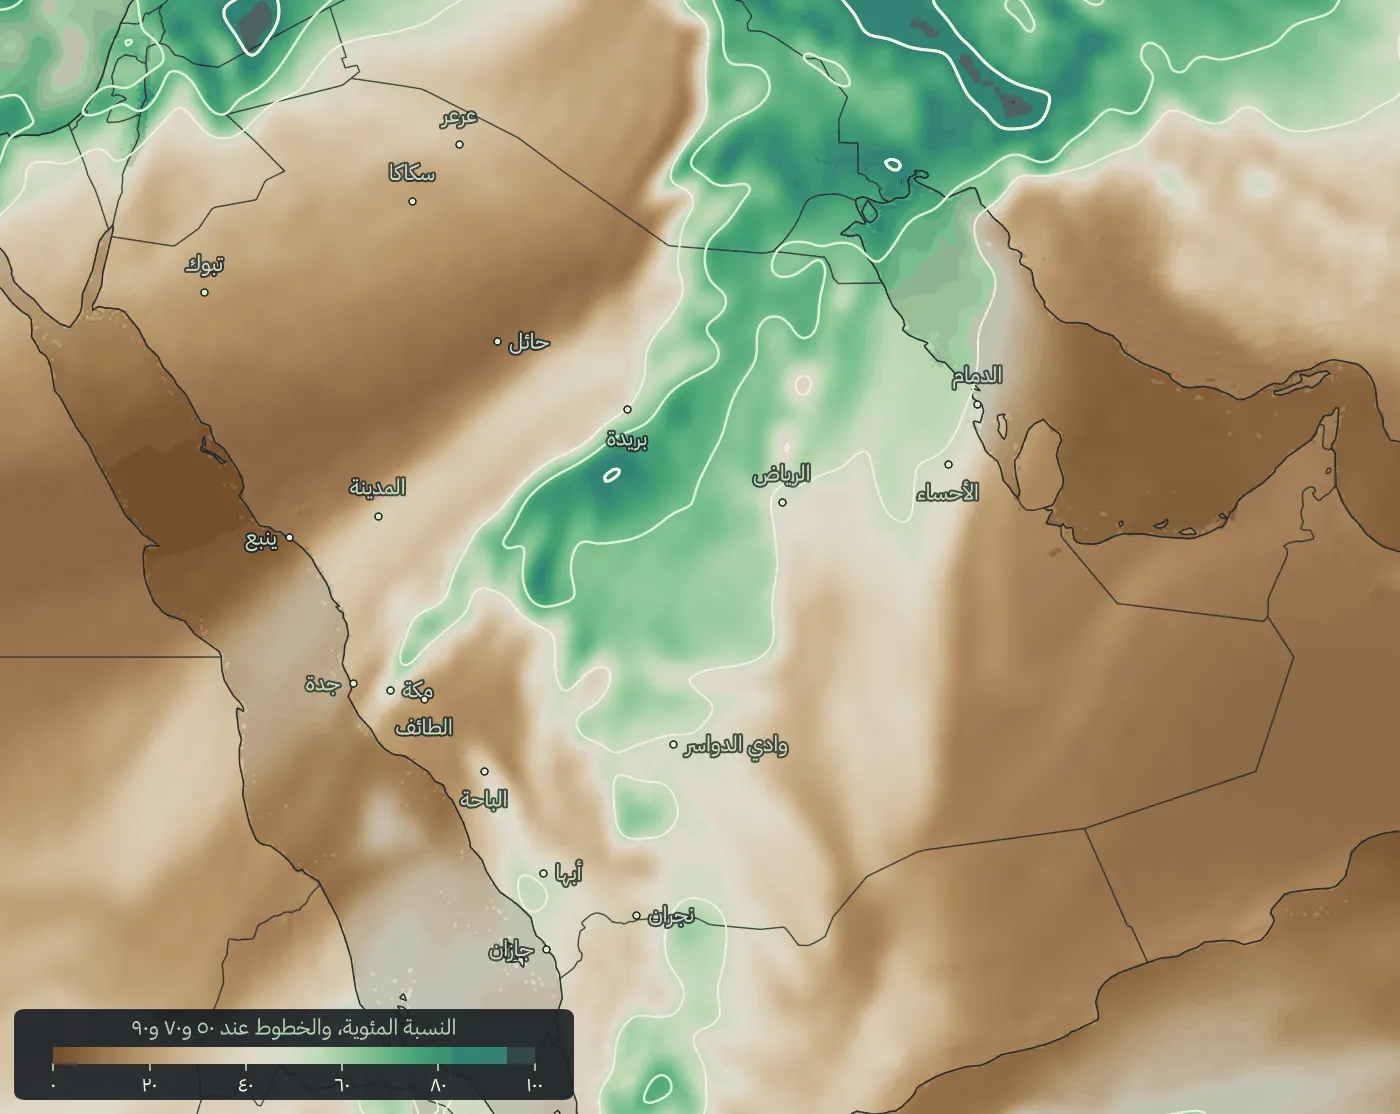 عرعر
سكاكا
تبوك
حائل
الدمام
بريدة
الرياض
الأحساء
المدينة
ينبع
جدة
مكة
الطائف
وادي الدواسر
الباحة
أبها
نجران
جازان
النسبة المئوية، والخطوط عند ٥٠ و٧٠ و٩٠
٠ ٢٠ ٤٠ ٦٠ ٨٠ ١٠٠